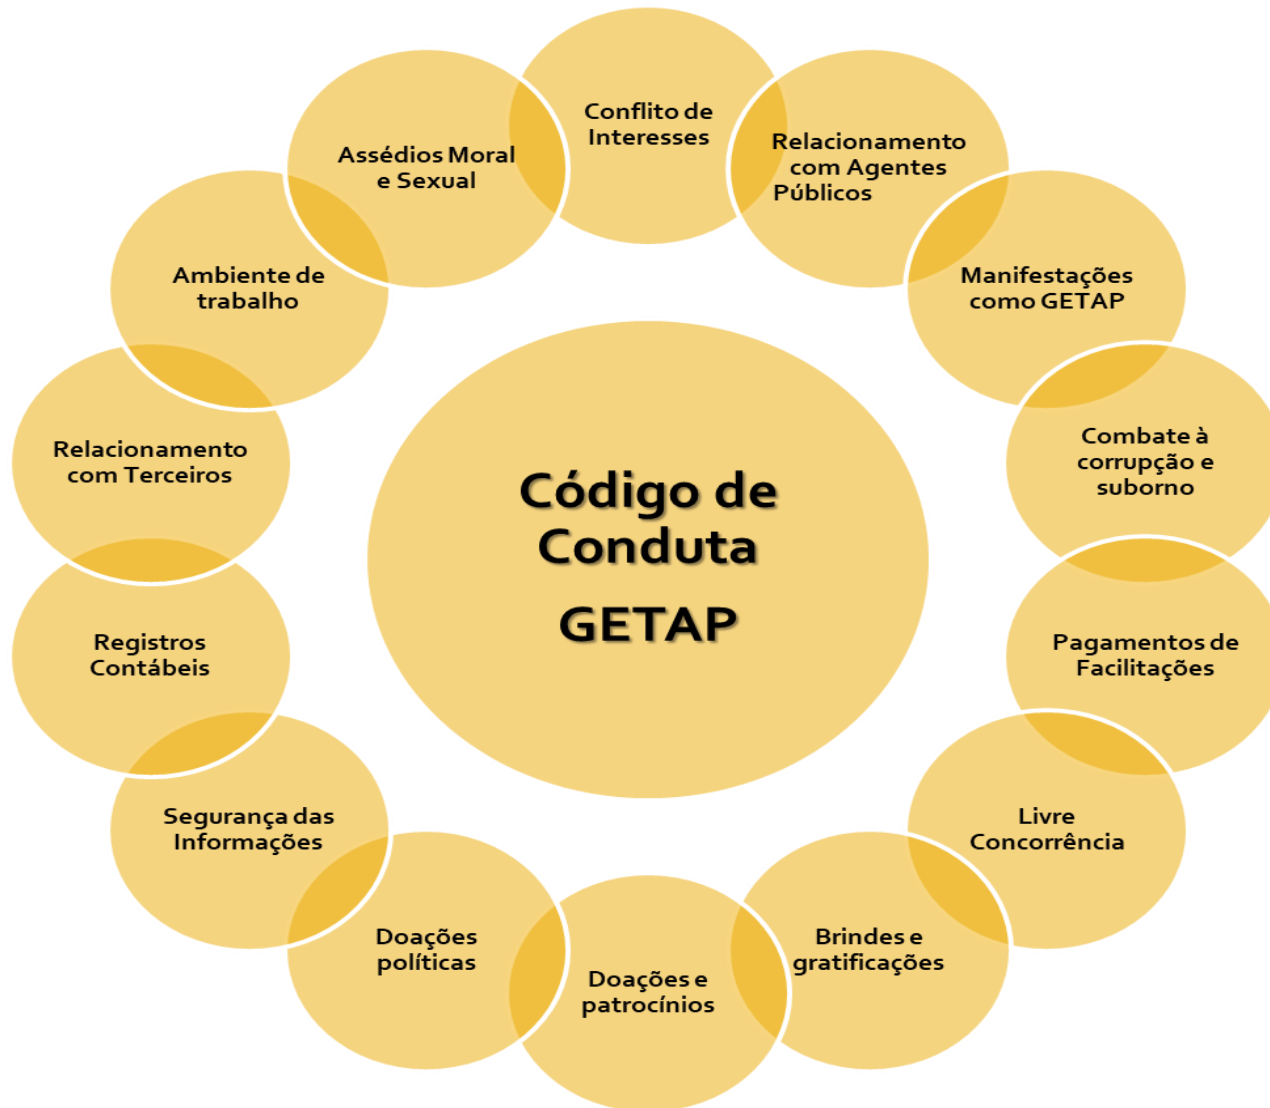 Conflito de
Interesses
Relacionamento
com Agentes
Públicos
Manifestações
como GETAP
Combate à
corrupção e
suborno
Pagamentos de
Facilitações
Livre
Concorrência
Brindes e
gratificações
Doações e
patrocínios
Doações
políticas
Segurança das
Informações
Registros
Contábeis
Relacionamento
com Terceiros
Ambiente de
trabalho
Assédios Moral
e Sexual
Código de
Conduta
GETAP